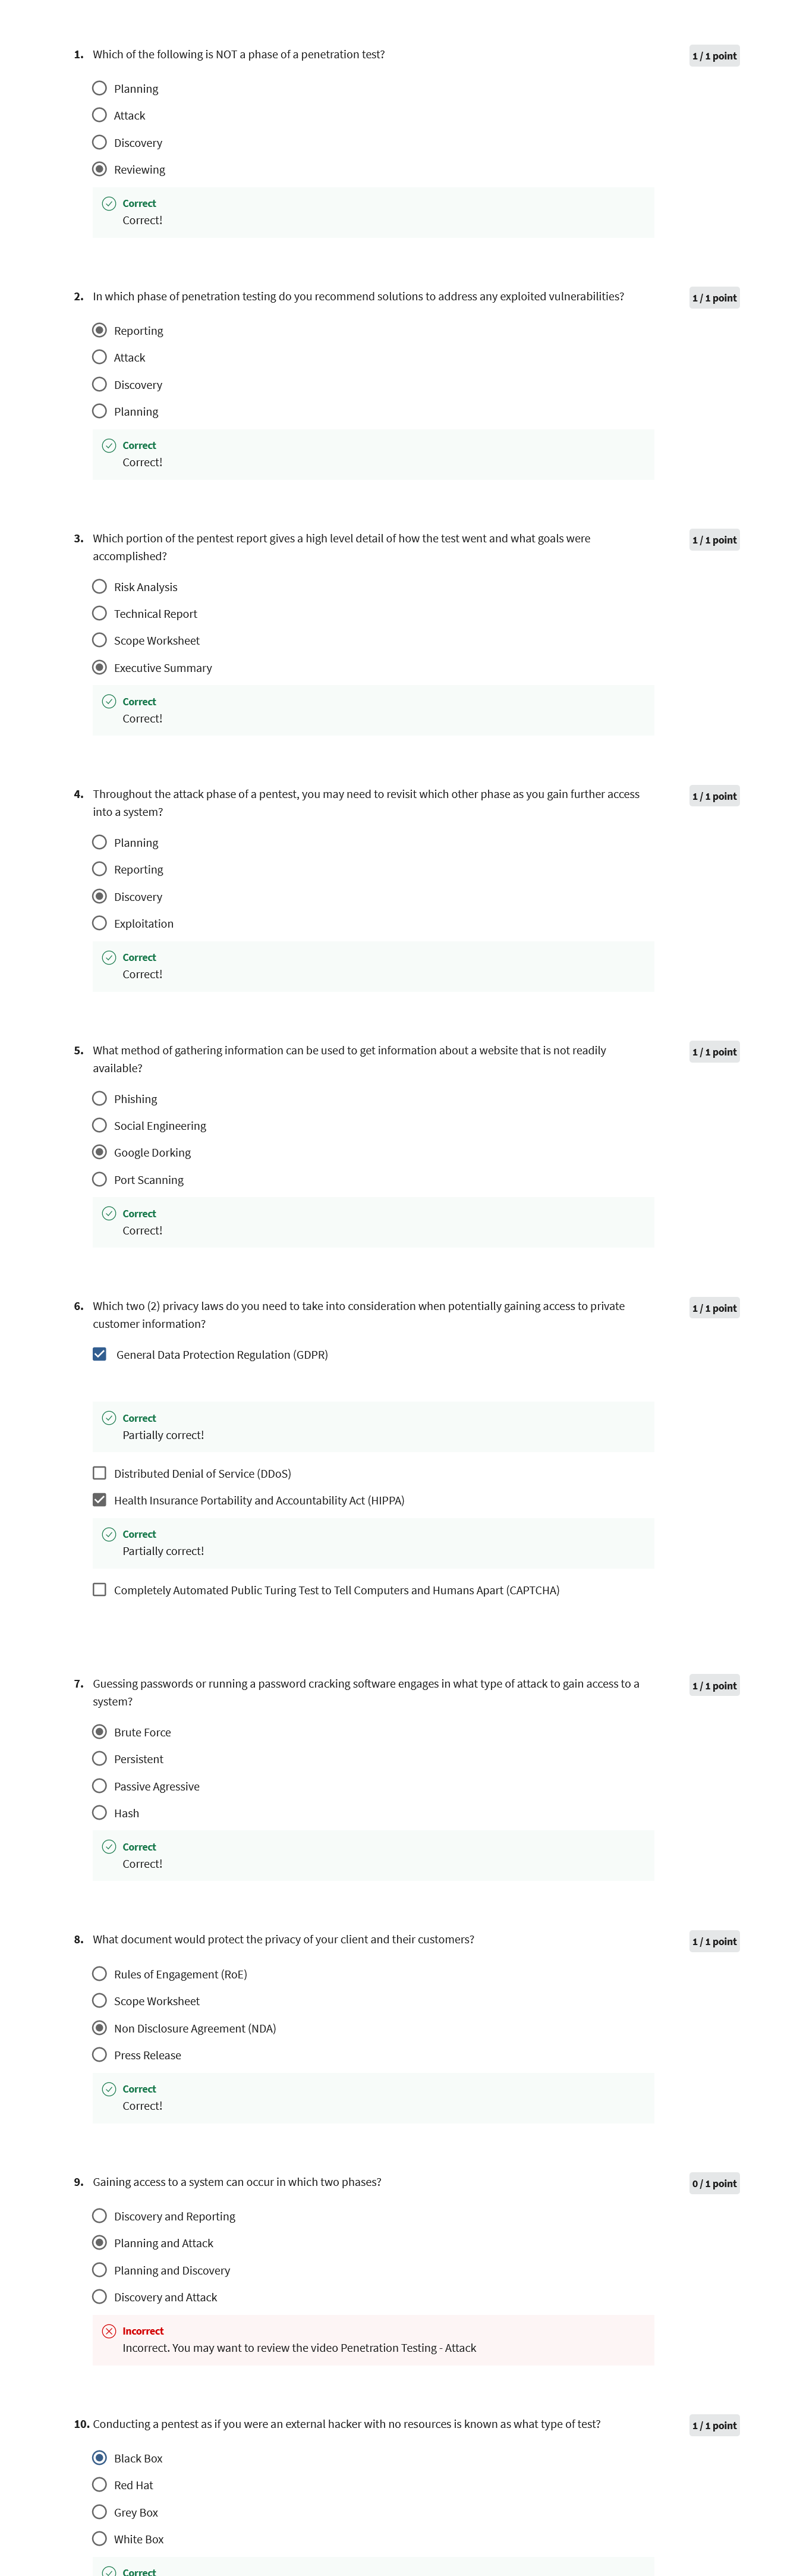 1. Which of the following is NOT a phase of a penetration test?
1 / 1 point
Planning
Attack
Discovery
Reviewing
Correct
Correct!
2. In which phase of penetration testing do you recommend solutions to address any exploited vulnerabilities?
1 / 1 point
Reporting
Attack
Discovery
Planning
Correct
Correct!
3. Which portion of the pentest report gives a high level detail of how the test went and what goals were
accomplished?
1 / 1 point
Risk Analysis
Technical Report
Scope Worksheet
Executive Summary
Correct
Correct!
4. Throughout the attack phase of a pentest, you may need to revisit which other phase as you gain further access
into a system?
1 / 1 point
Planning
Reporting
Discovery
Exploitation
Correct
Correct!
5. What method of gathering information can be used to get information about a website that is not readily
available?
1 / 1 point
Phishing
Social Engineering
Google Dorking
Port Scanning
Correct
Correct!
6. Which two (2) privacy laws do you need to take into consideration when potentially gaining access to private
customer information?
1 / 1 point
General Data Protection Regulation (GDPR)
Correct
Partially correct!
Distributed Denial of Service (DDoS)
Health Insurance Portability and Accountability Act (HIPPA)
Correct
Partially correct!
Completely Automated Public Turing Test to Tell Computers and Humans Apart (CAPTCHA)
7. Guessing passwords or running a password cracking software engages in what type of attack to gain access to a
system?
1 / 1 point
Brute Force
Persistent
Passive Agressive
Hash
Correct
Correct!
8. What document would protect the privacy of your client and their customers?
1 / 1 point
Rules of Engagement (RoE)
Scope Worksheet
Non Disclosure Agreement (NDA)
Press Release
Correct
Correct!
9. Gaining access to a system can occur in which two phases?
0 / 1 point
Discovery and Reporting
Planning and Attack
Planning and Discovery
Discovery and Attack
Incorrect
Incorrect. You may want to review the video Penetration Testing - Attack
10. Conducting a pentest as if you were an external hacker with no resources is known as what type of test?
1 / 1 point
Black Box
Red Hat
Grey Box
White Box
Correct